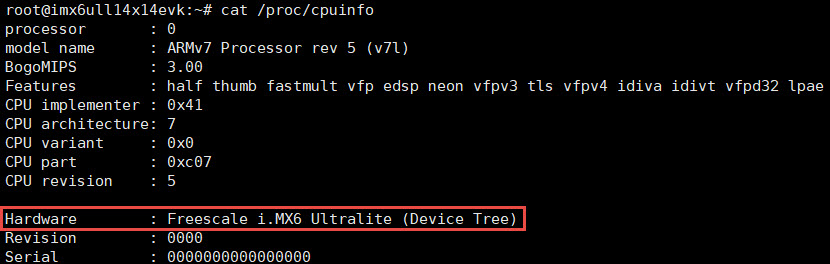 root@imx6ull14x14evk:~# cat /proc/cpuinfo
processor       : 0
model name      : ARMv7 Processor rev 5 (v7l)
BogoMIPS        : 3.00
Features        : half thumb fastmult vfp edsp neon vfpv3 tls vfpv4 idiva idivt vfpd32 lpae
CPU implementer : 0x41
CPU architecture: 7
CPU variant     : 0x0
CPU part        : 0xc07
CPU revision    : 5
Hardware        : Freescale i.MX6 Ultralite (Device Tree)
Revision        : 0000
Serial          : 0000000000000000